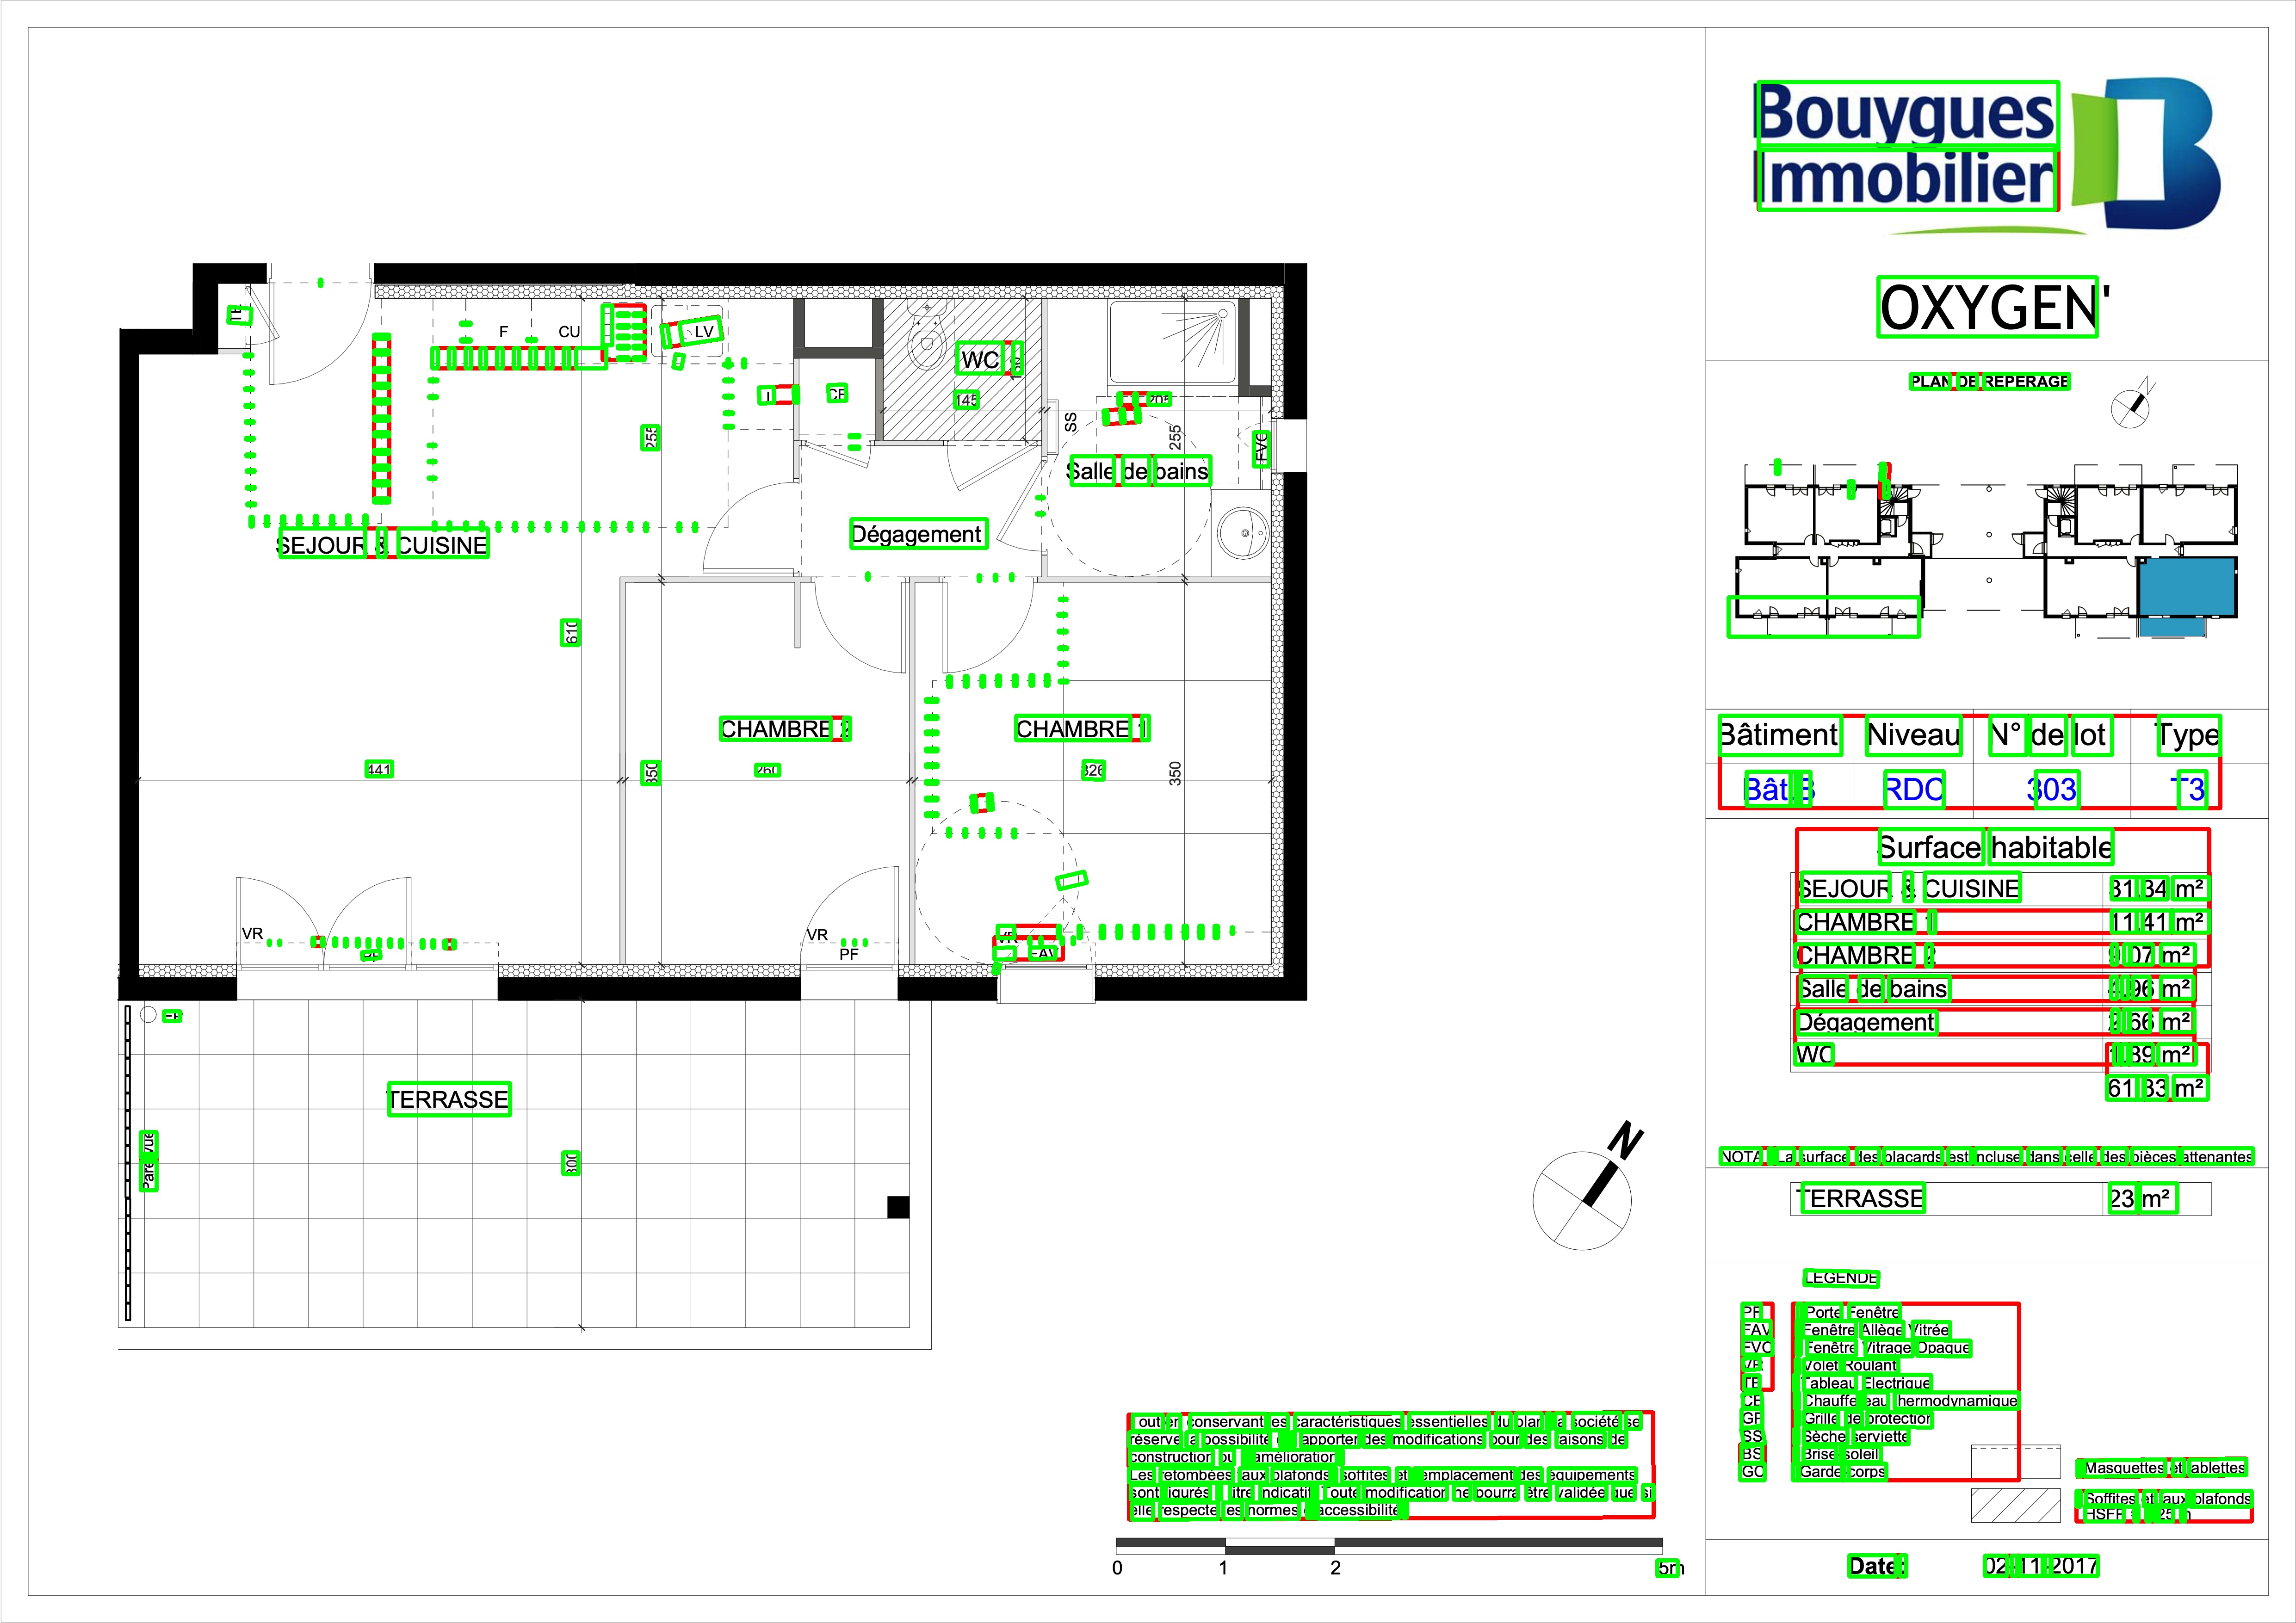 Bouygues
Immobilier
OXYGEN'
PLAN DE REPERAGE
N
TE
F
CU
LV
LL
CE
WC
145
205
SS
255
255
FVO
Salle de bains
Dégagement
SEJOUR & CUISINE
610
CHAMBRE 2
CHAMBRE 1
441
350
260
326
350
VR
PF
VR
PF
VR
FAV
EP
TERRASSE
Pare vue
300
N
Bâtiment Niveau N° de lot Type
Bât B RDC 303 T3
Surface habitable
SEJOUR & CUISINE 31.34 m²
CHAMBRE 1 11.41 m²
CHAMBRE 2 9.07 m²
Salle de bains 4.96 m²
Dégagement 2.66 m²
WC 1.89 m²
61.33 m²
NOTA : La surface des placards est incluse dans celle des pièces attenantes
TERRASSE 23 m²
LEGENDE
PF : Porte Fenêtre
FAV : Fenêtre Allège Vitrée
FVO : Fenêtre Vitrage Opaque
VR : Volet Roulant
TE : Tableau Electrique
CE : Chauffe eau thermodynamique
GP : Grille de protection
SS : Sèche serviette
BS : Brise soleil
GC : Garde corps
Masquettes et tablettes
Soffites et faux plafonds
Tout en conservant les caractéristiques essentielles du plan, la société se
réserve la possibilité d'apporter des modifications pour des raisons de
construction ou d'amélioration.
Les retombées, faux plafonds, soffites et emplacement des équipements
sont figurés à titre indicatif. Toute modification ne pourra être validée que si
elle respecte les normes d'accessibilité.
0 1 2 5m
Date: 02-11-2017